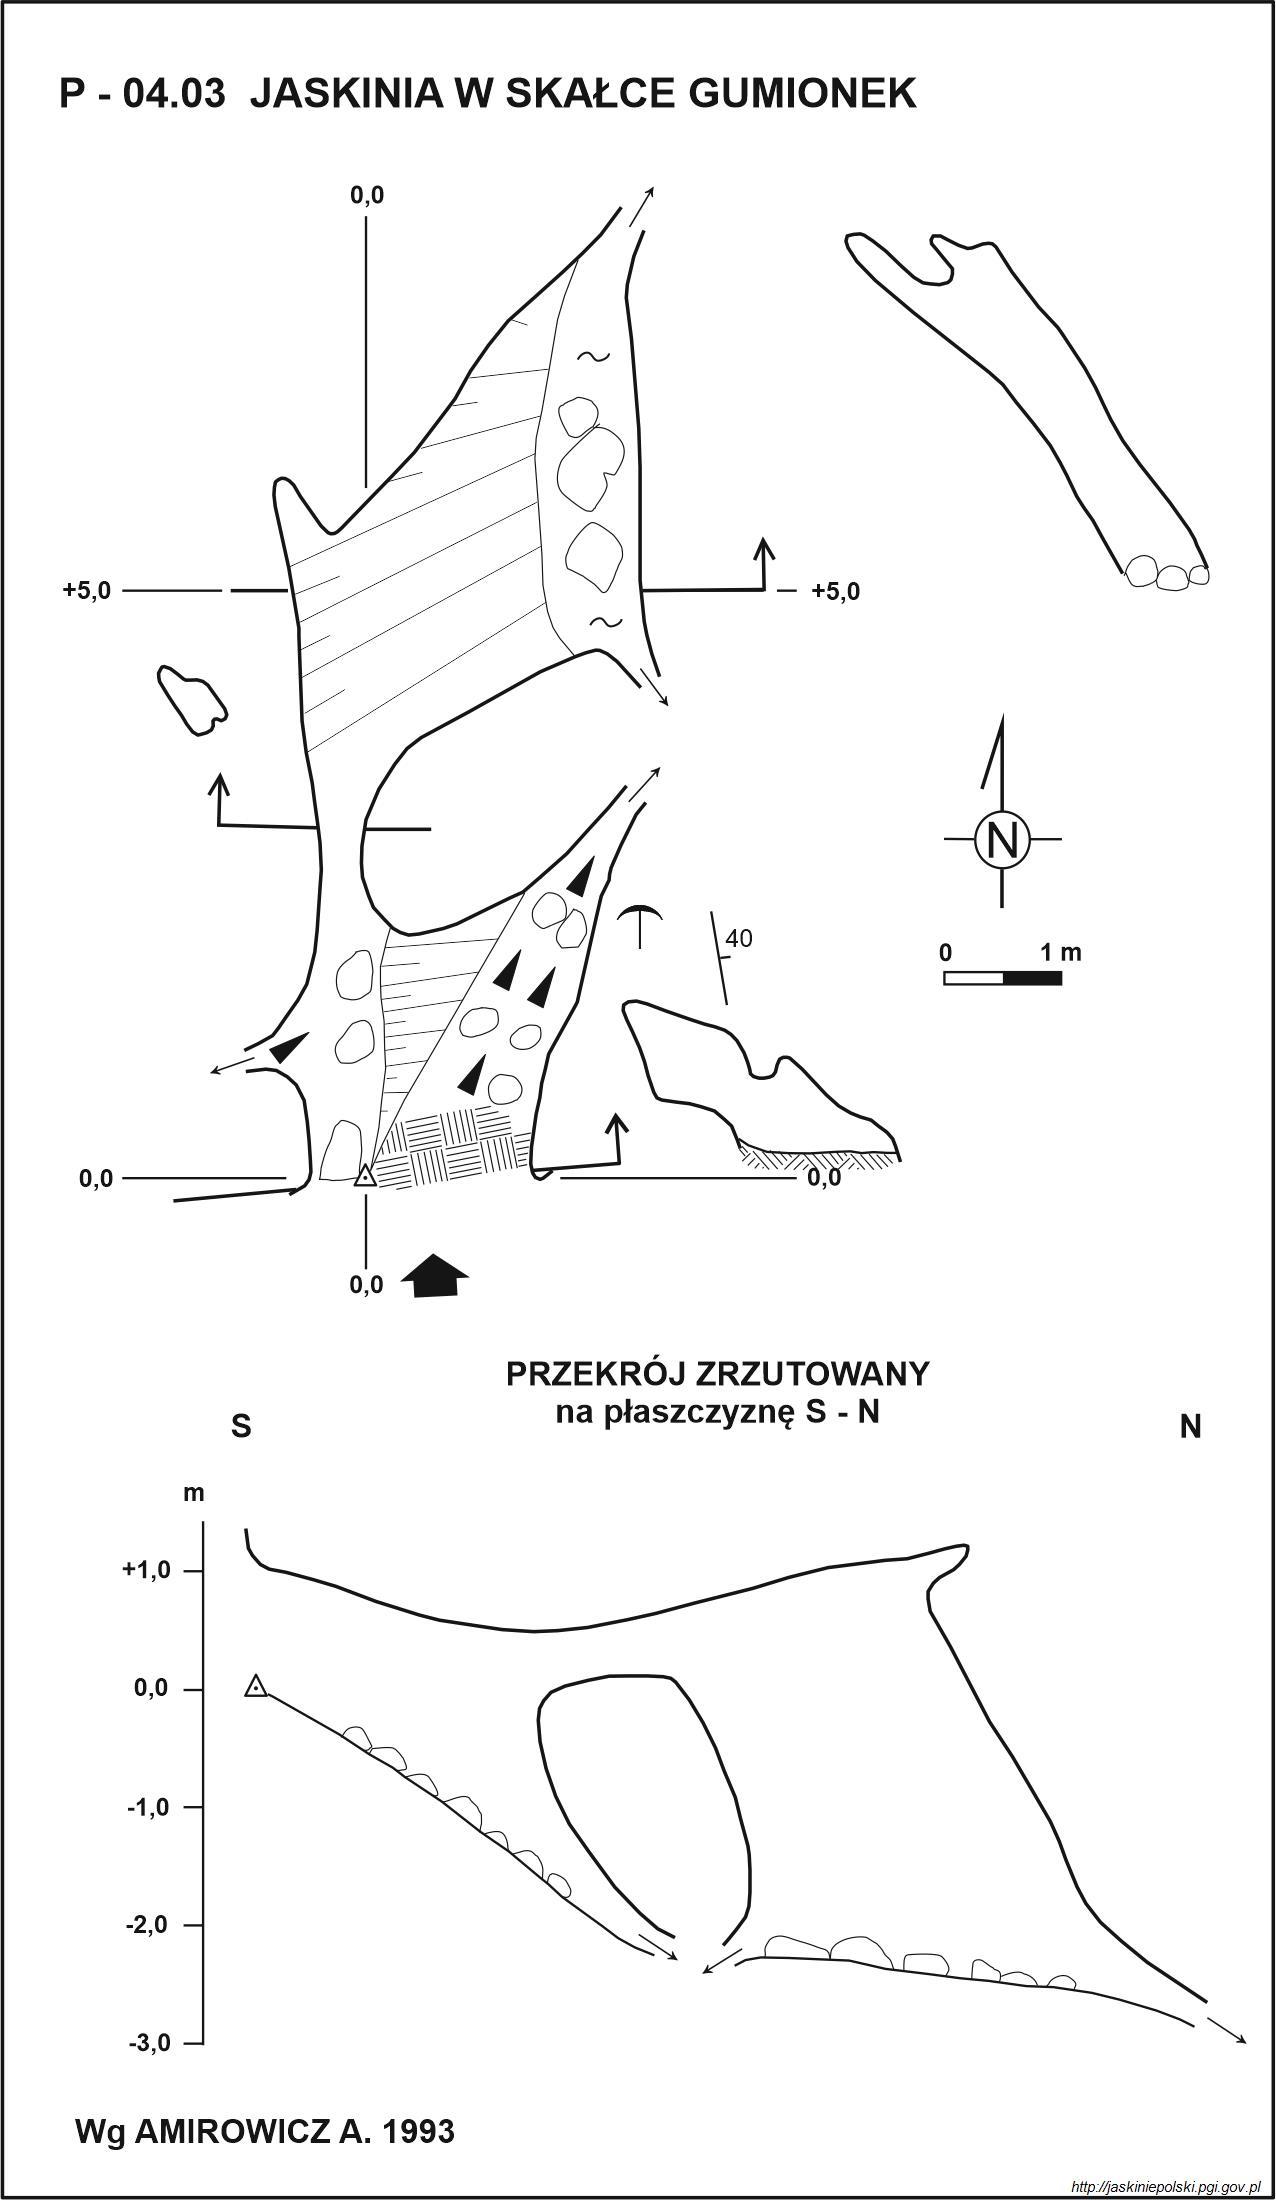 P - 04.03 JASKINIA W SKAŁCE GUMIONEK
0,0
+5,0
+5,0
N
40
0
1 m
0,0
0,0
0,0
PRZEKRÓJ ZRZUTOWANY
na płaszczyznę S - N
S
N
m
+1,0
0,0
-1,0
-2,0
-3,0
Wg AMIROWICZ A. 1993
http://jaskiniepolski.pgi.gov.pl